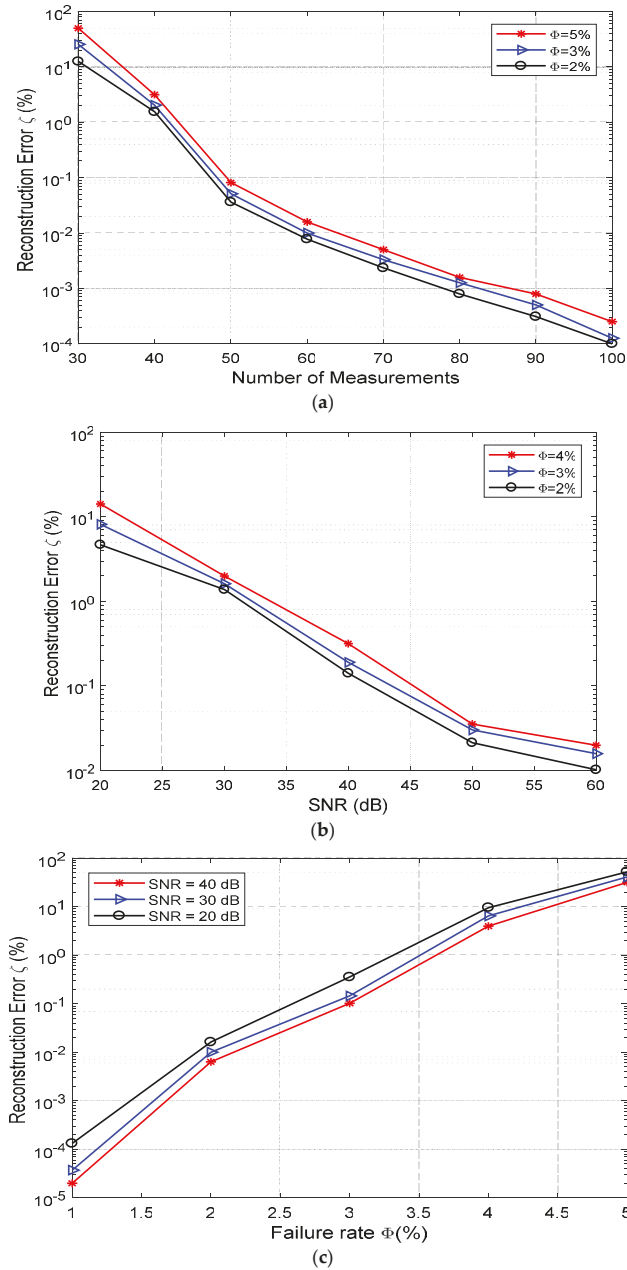 10^2
10^1
10^0
10^-1
10^-2
10^-3
10^-4
Reconstruction Error ζ (%)
Φ=5%
Φ=3%
Φ=2%
30 40 50 60 70 80 90 100
Number of Measurements
(a)
10^2
10^1
10^0
10^-1
10^-2
Reconstruction Error ζ (%)
Φ=4%
Φ=3%
Φ=2%
20 25 30 35 40 45 50 55 60
SNR (dB)
(b)
10^2
10^1
10^0
10^-1
10^-2
10^-3
10^-4
10^-5
Reconstruction Error ζ (%)
SNR = 40 dB
SNR = 30 dB
SNR = 20 dB
1 1.5 2 2.5 3 3.5 4 4.5 5
Failure rate Φ(%)
(c)